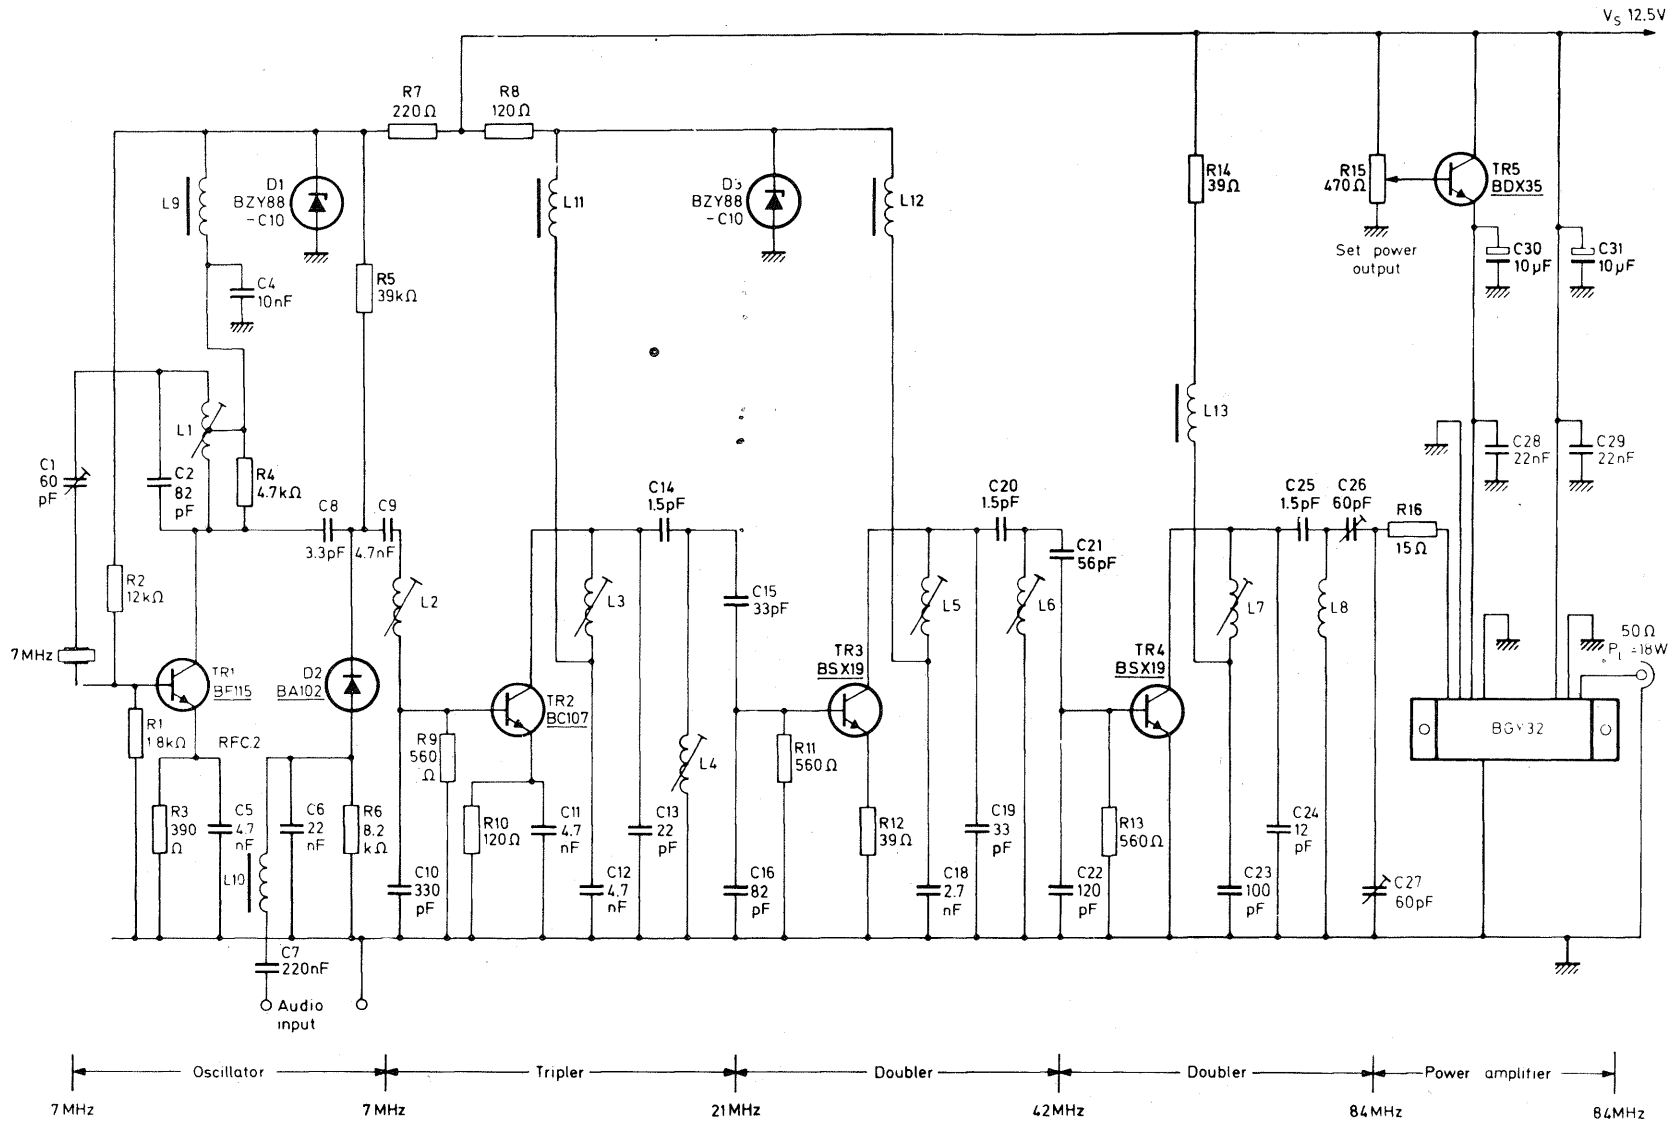 V_S 12.5V
R7
220Ω
R8
120Ω
L9
D1
BZY88
-C10
L11
BZY88
-C10
L12
R14
39Ω
R15
470Ω
TR5
BDX35
Set power
output
C30
10µF
C31
10µF
C4
10nF
R5
39kΩ
L13
L1
C1
60
pF
C2
82
pF
R4
4.7kΩ
C28
22nF
C29
22nF
C8
3.3pF
C9
4.7nF
C14
1.5pF
C20
1.5pF
C25
1.5pF
C26
60pF
R16
15Ω
C21
56pF
R2
12kΩ
L2
L3
C15
33pF
L5
L6
L7
L8
7MHz
TR1
BF115
D2
BA102
TR2
BC107
TR3
BSX19
TR4
BSX19
50Ω
=18W
R1
1.8kΩ
RFC.2
R9
560
Ω
L4
R11
560Ω
BGY32
R3
390
Ω
C5
4.7
nF
C6
22
nF
R6
8.2
kΩ
R10
120Ω
C11
4.7
nF
C13
22
pF
R12
39Ω
C19
33
pF
R13
560Ω
C24
12
pF
L10
C10
330
pF
C12
4.7
nF
C16
82
pF
C18
2.7
nF
C22
120
pF
C23
100
pF
C27
60pF
C7
220nF
Audio
input
Oscillator
Tripler
Doubler
Doubler
Power amplifier
7MHz
7MHz
21MHz
42MHz
84MHz
84MHz